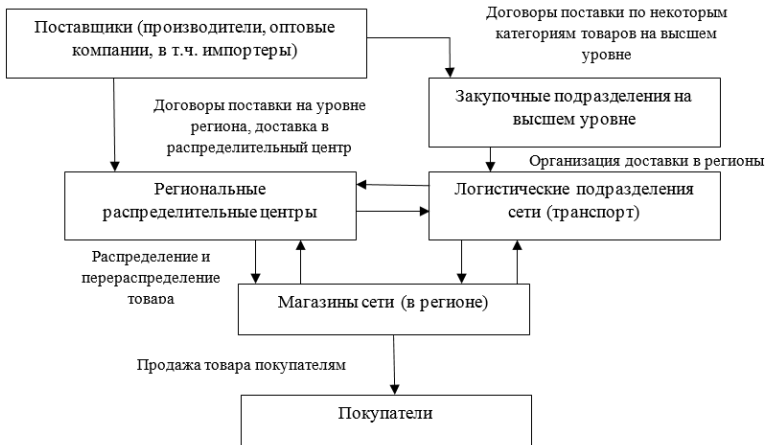 Поставщики (производители, оптовые
компании, в т.ч. импортеры)
Договоры поставки по некоторым
категориям товаров на высшем
уровне
Закупочные подразделения на
высшем уровне
Договоры поставки на уровне
региона, доставка в
распределительный центр
Организация доставки в регионы
Региональные
распределительные центры
Логистические подразделения
сети (транспорт)
Распределение и
перераспределение
товара
Магазины сети (в регионе)
Продажа товара покупателям
Покупатели